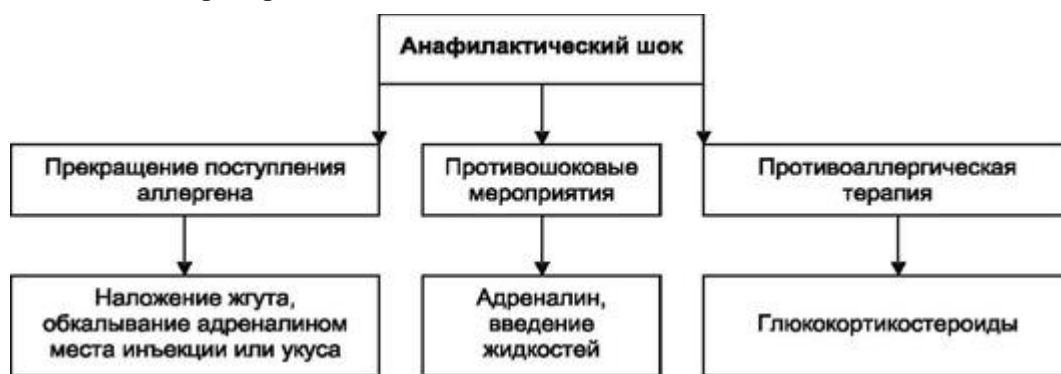 Анафилактический шок
Прекращение поступления
аллергена
Противошоковые
мероприятия
Противоаллергическая
терапия
Наложение жгута,
обкалывание адреналином
места инъекции или укуса
Адреналин,
введение
жидкостей
Глюкокортикостероиды